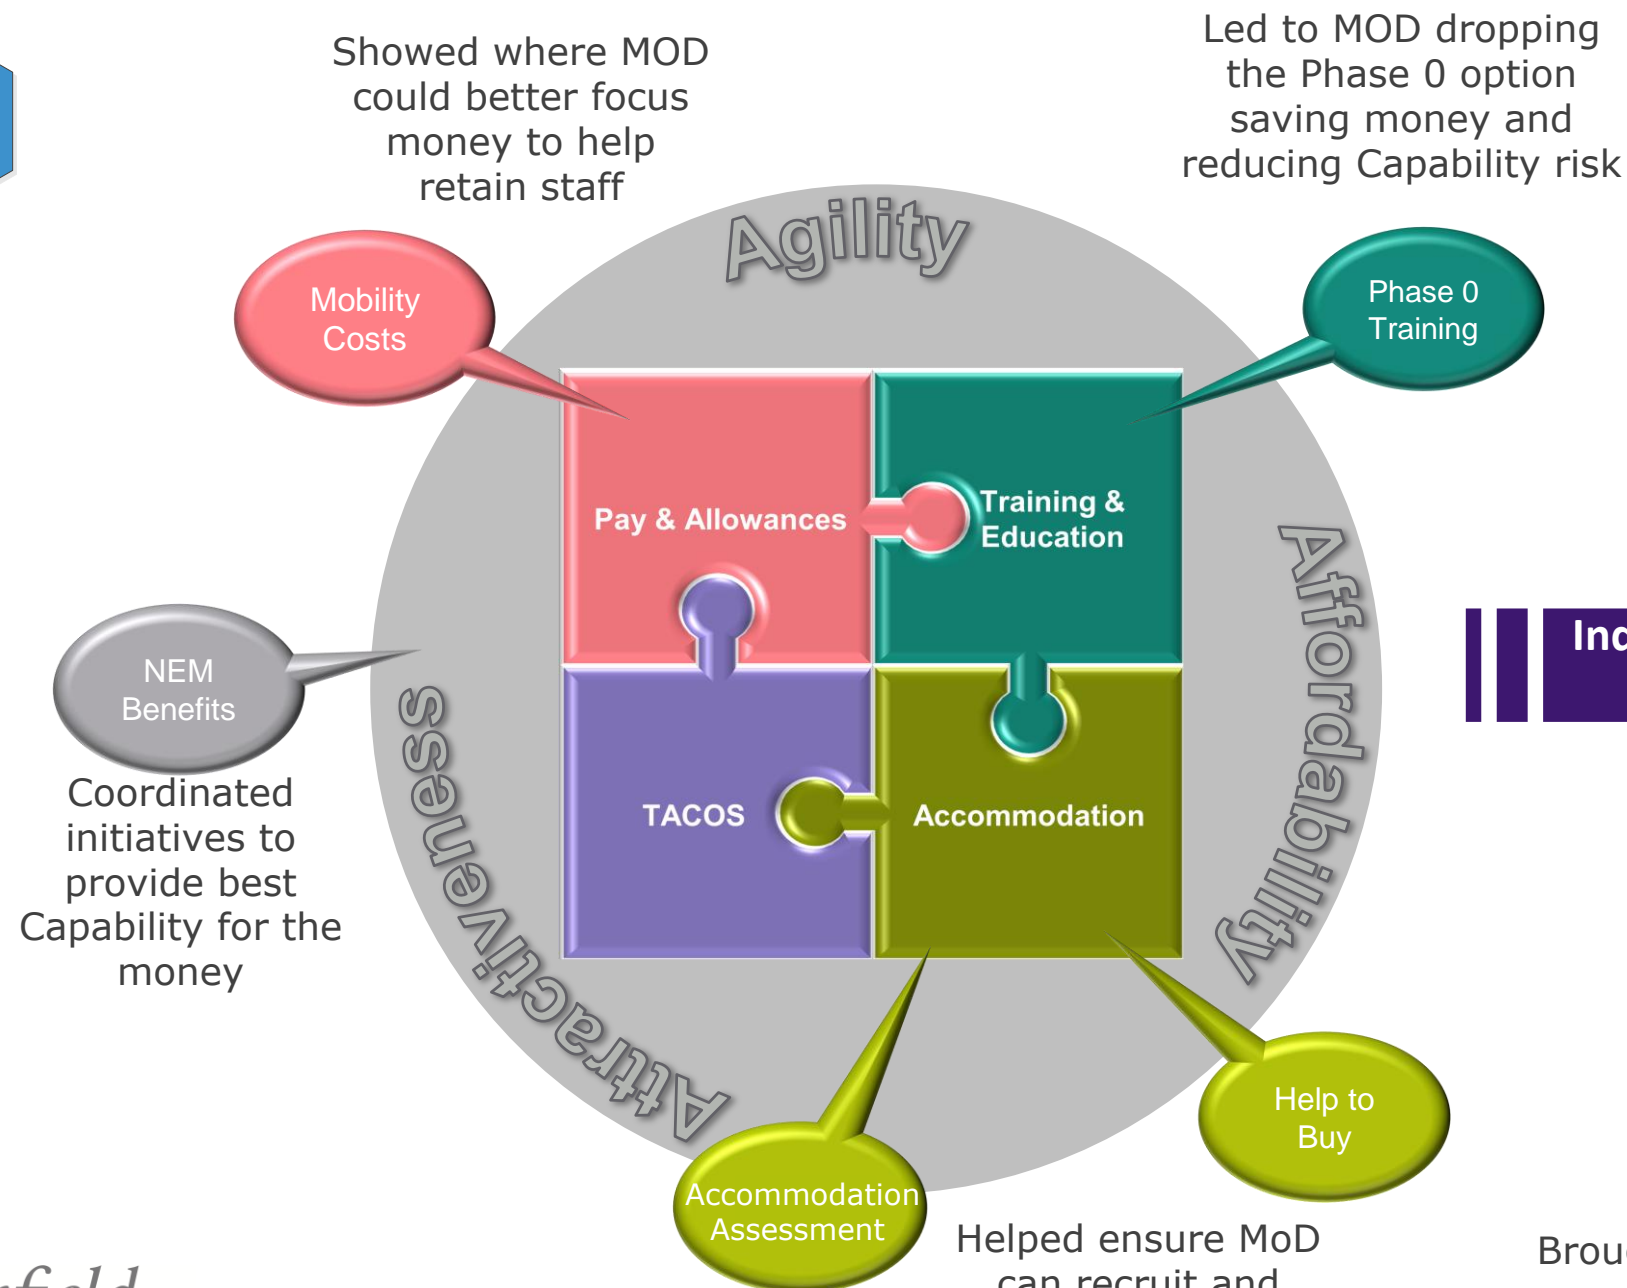 Showed where MOD
could better focus
money to help
retain staff
Led to MOD dropping
the Phase 0 option
saving money and
reducing Capability risk
Agility
Mobility
Costs
Phase 0
Training
Pay & Allowances
Training &
Education
Affordability
NEM
Benefits
Coordinated
initiatives to
provide best
Capability for the
money
Attractiveness
TACOS
Accommodation
Help to
Buy
Accommodation
Assessment
Helped ensure MoD
can recruit and